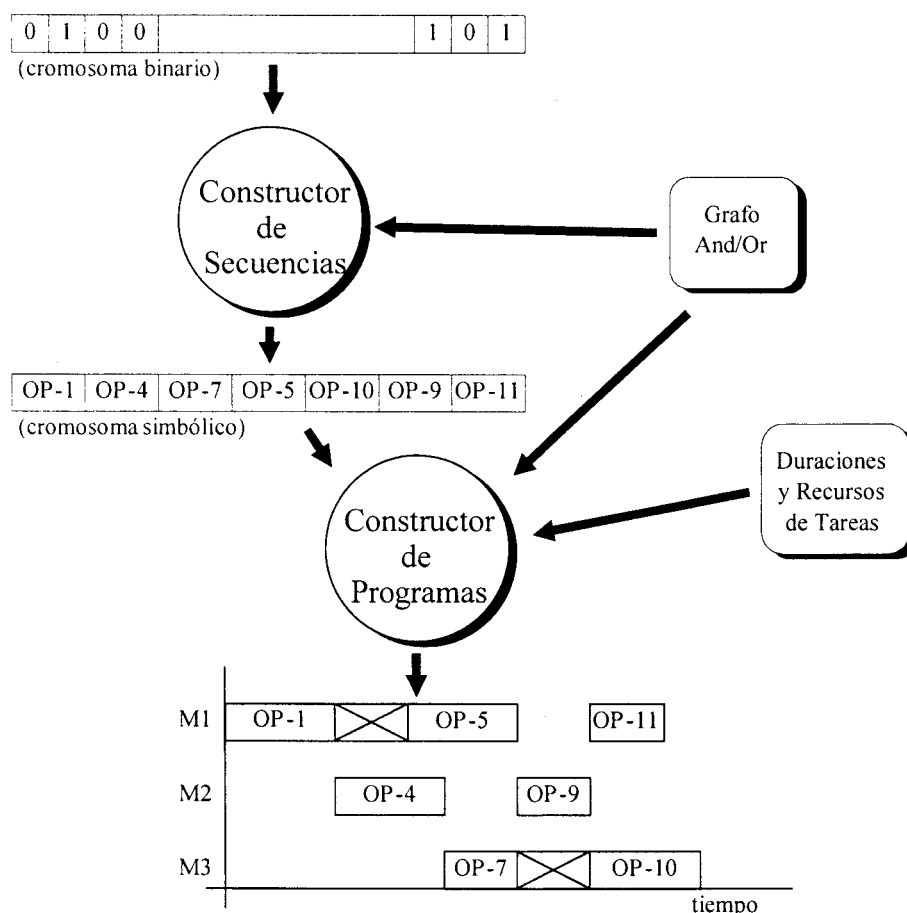 0 1 0 0 1 0 1
(cromosoma binario)
Constructor
de
Secuencias
Grafo
And/Or
OP-1 OP-4 OP-7 OP-5 OP-10 OP-9 OP-11
(cromosoma simbólico)
Duraciones
y Recursos
de Tareas
Constructor
de
Programas
M1 OP-1 OP-5 OP-11
M2 OP-4 OP-9
M3 OP-7 OP-10
tiempo